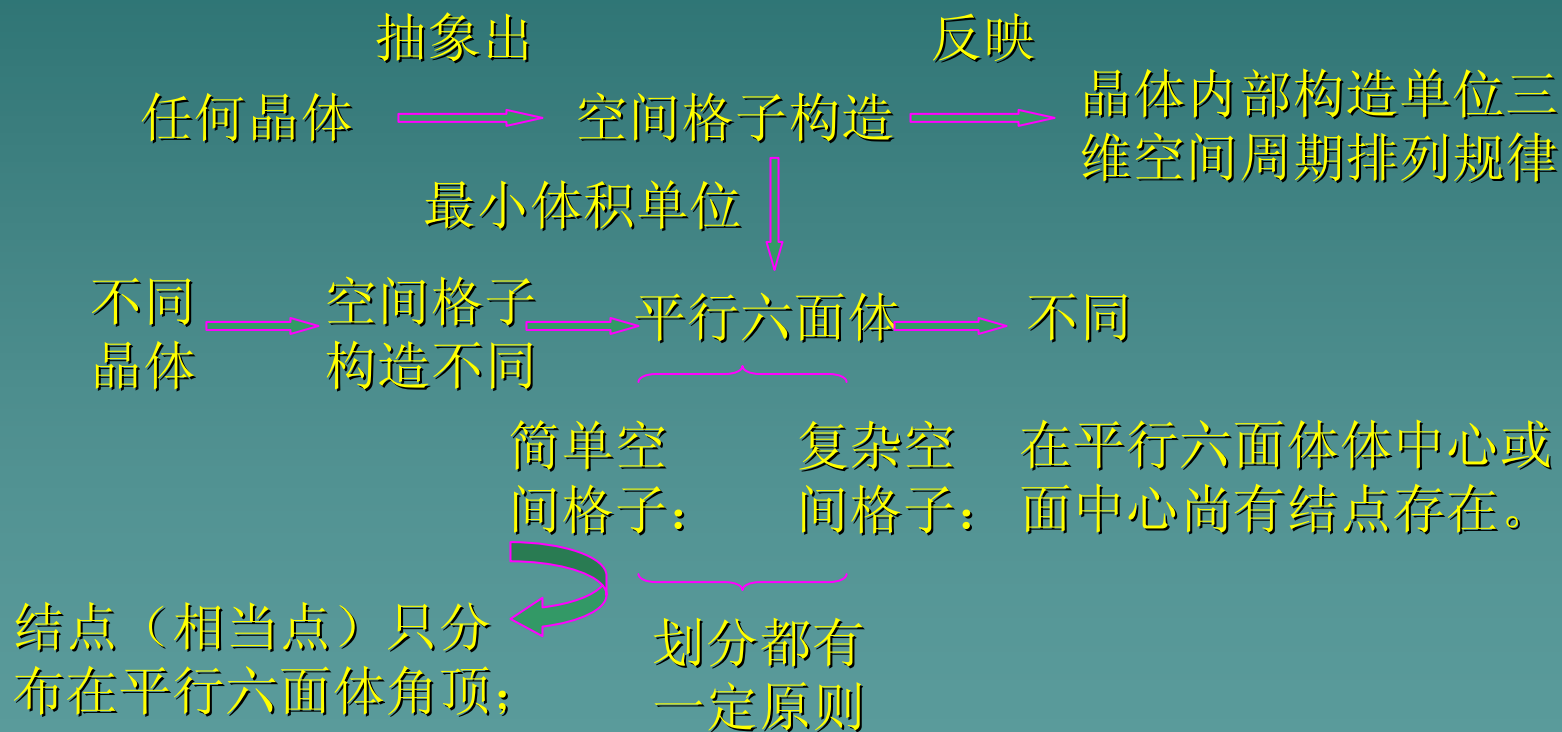 抽象出
反映
任何晶体
空间格子构造
晶体内部构造单位三
维空间周期排列规律
最小体积单位
不同
晶体
空间格子
构造不同
平行六面体
不同
简单空
间格子：
复杂空
间格子：
在平行六面体体中心或
面中心尚有结点存在。
结点（相当点）只分
布在平行六面体角顶；
划分都有
一定原则